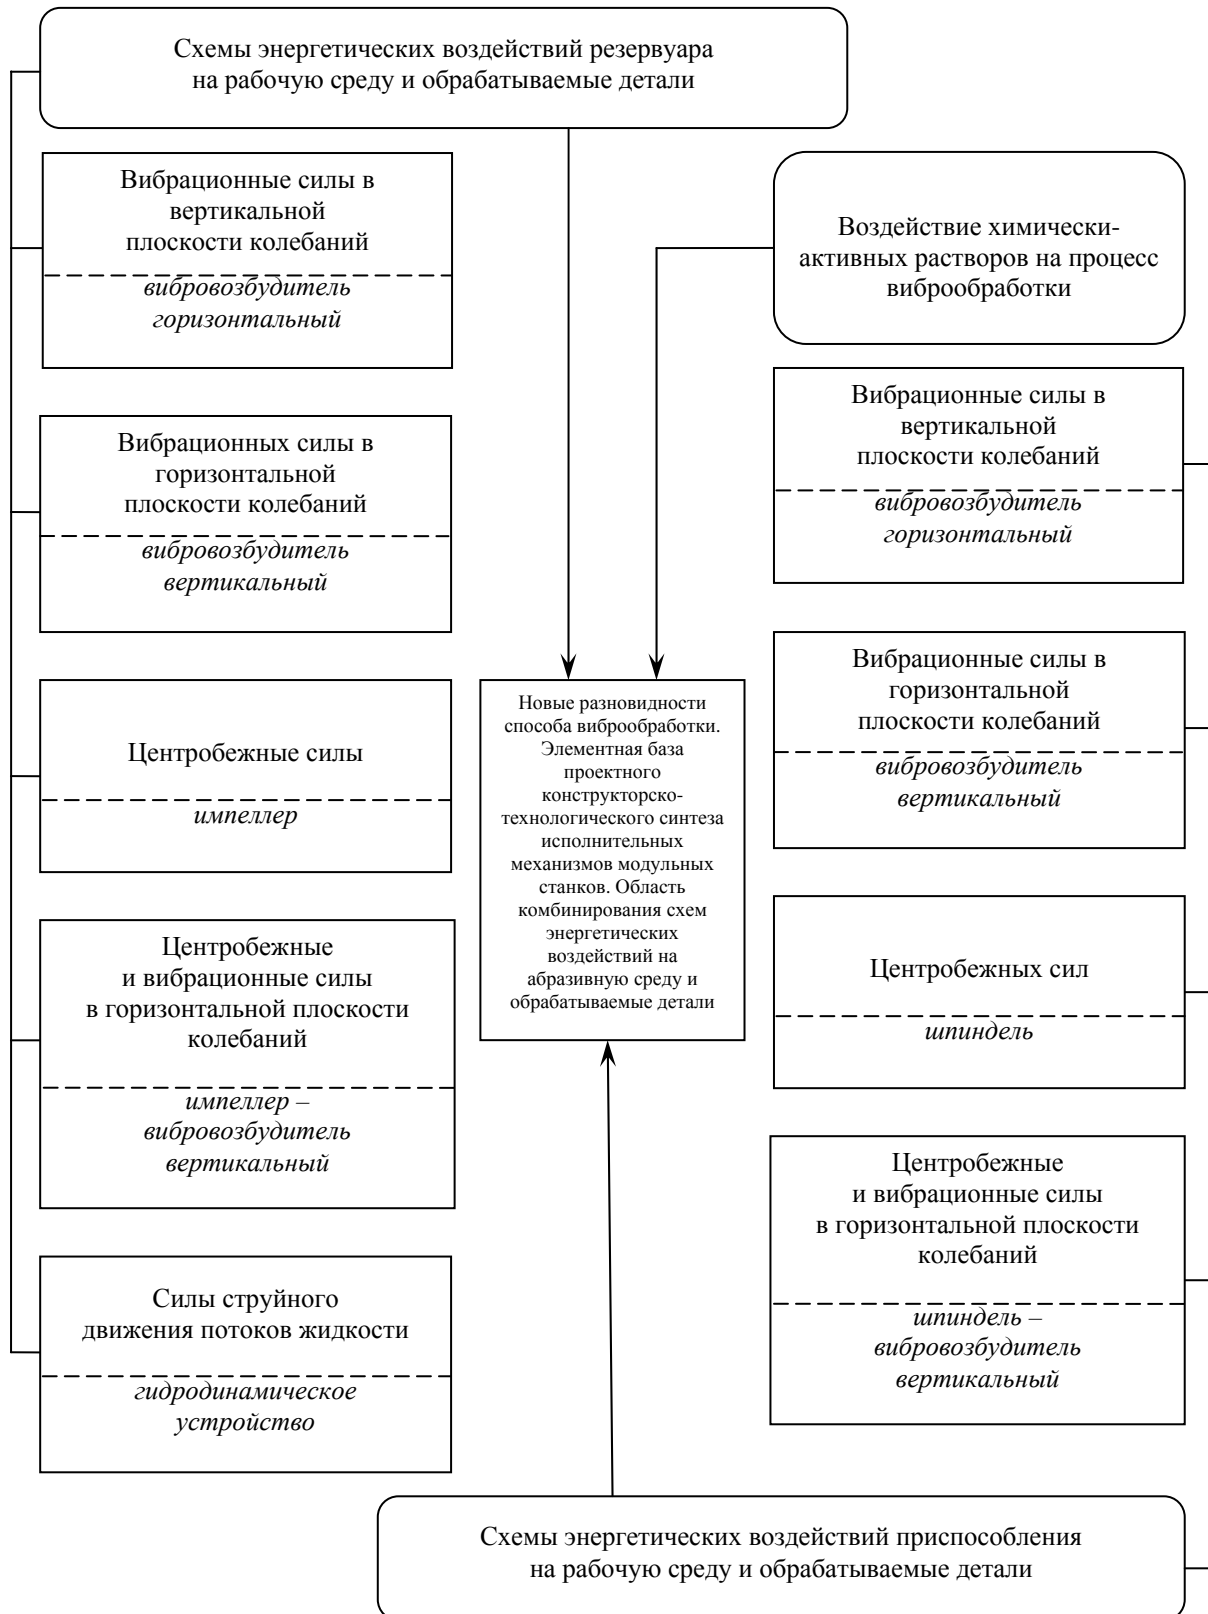 Схемы энергетических воздействий резервуара
на рабочую среду и обрабатываемые детали
Вибрационные силы в
вертикальной
плоскости колебаний
вибровозбудитель
горизонтальный
Вибрационных силы в
горизонтальной
плоскости колебаний
вибровозбудитель
вертикальный
Центробежные силы
импеллер
Центробежные
и вибрационные силы
в горизонтальной плоскости
колебаний
импеллер –
вибровозбудитель
вертикальный
Силы струйного
движения потоков жидкости
гидродинамическое
устройство
Новые разновидности
способа виброобработки.
Элементная база
проектного
конструкторско-
технологического синтеза
исполнительных
механизмов модульных
станков. Область
комбинирования схем
энергетических
воздействий на
абразивную среду и
обрабатываемые детали
Воздействие химически-
активных растворов на процесс
виброобработки
Вибрационные силы в
вертикальной
плоскости колебаний
вибровозбудитель
горизонтальный
Вибрационные силы в
горизонтальной
плоскости колебаний
вибровозбудитель
вертикальный
Центробежных сил
шпиндель
Центробежные
и вибрационные силы
в горизонтальной плоскости
колебаний
шпиндель –
вибровозбудитель
вертикальный
Схемы энергетических воздействий приспособления
на рабочую среду и обрабатываемые детали